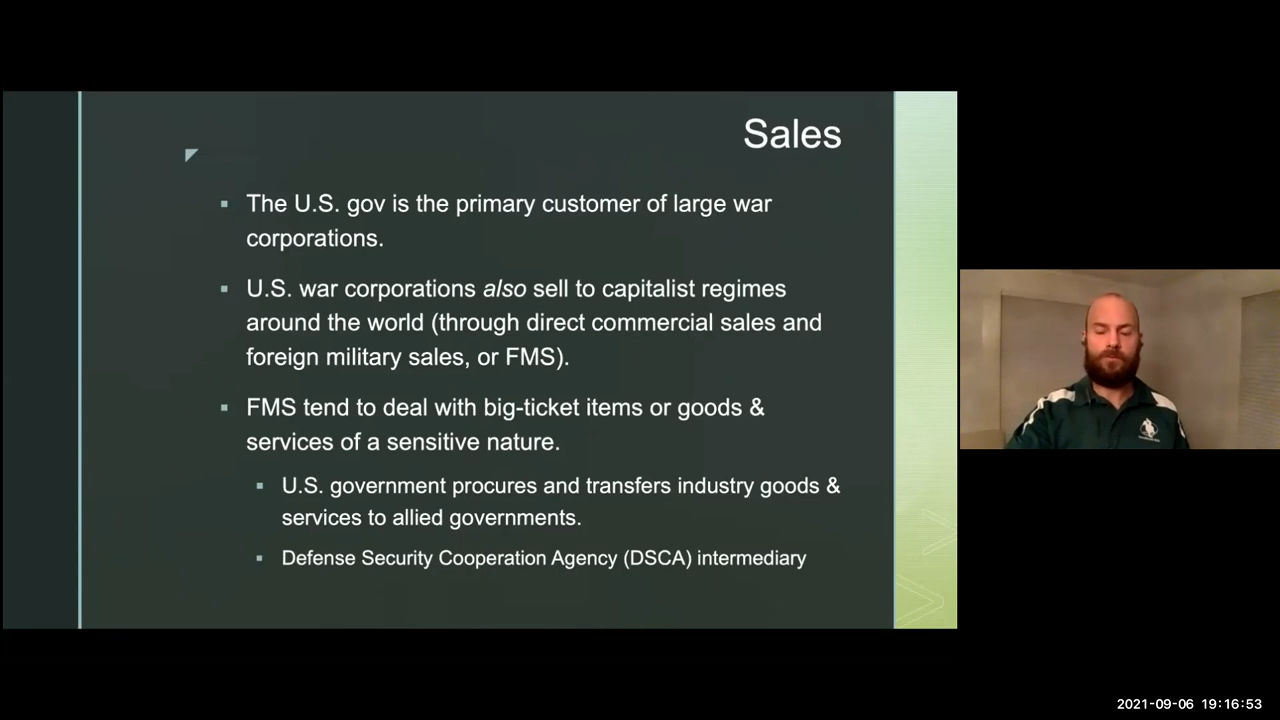 Sales
▪ The U.S. gov is the primary customer of large war
corporations.
▪ U.S. war corporations also sell to capitalist regimes
around the world (through direct commercial sales and
foreign military sales, or FMS).
▪ FMS tend to deal with big-ticket items or goods &
services of a sensitive nature.
▪ U.S. government procures and transfers industry goods &
services to allied governments.
▪ Defense Security Cooperation Agency (DSCA) intermediary
2021-09-06 19:16:53